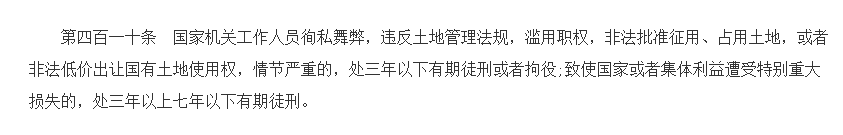 第四百一十条　国家机关工作人员徇私舞弊，违反土地管理法规，滥用职权，非法批准征用、占用土地，或者
非法低价出让国有土地使用权，情节严重的，处三年以下有期徒刑或者拘役;致使国家或者集体利益遭受特别重大
损失的，处三年以上七年以下有期徒刑。